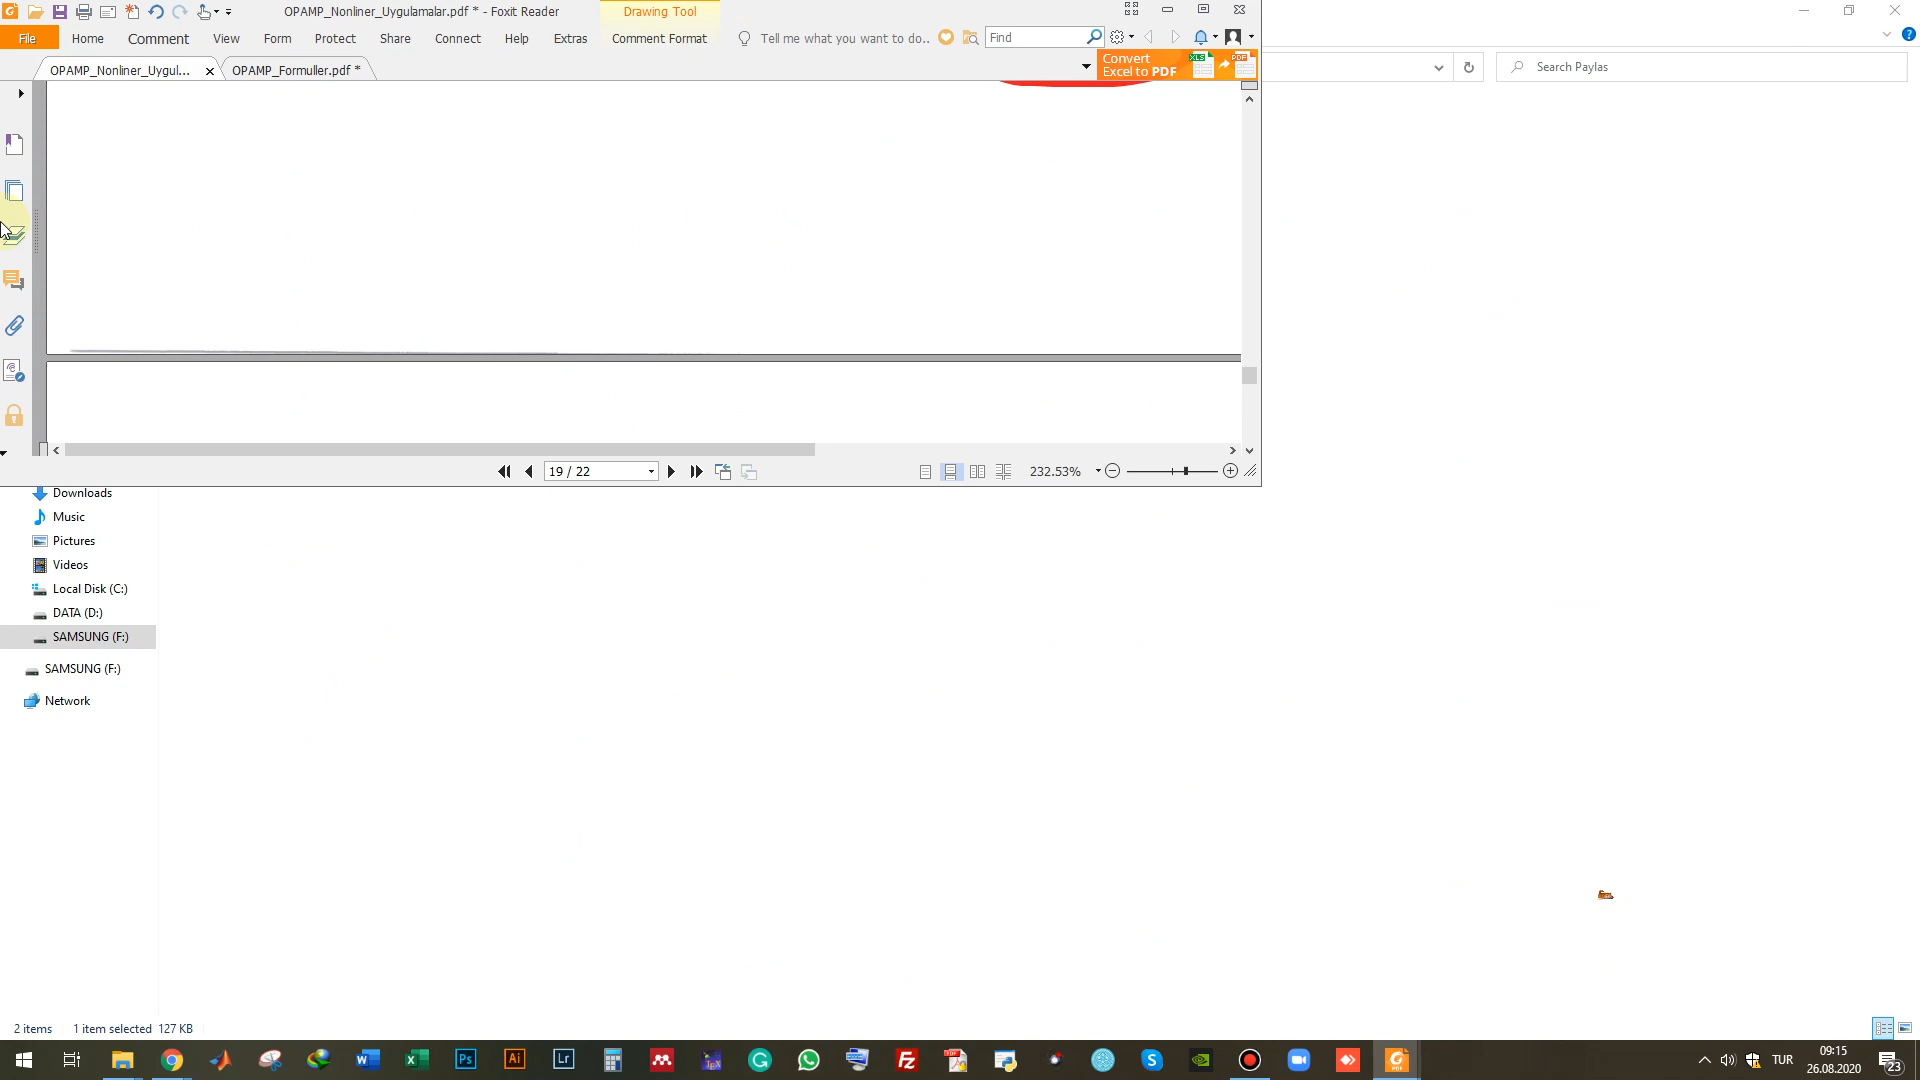 OPAMP_Nonliner_Uygulamalar.pdf * - Foxit Reader
Drawing Tool
File Home Comment View Form Protect Share Connect Help Extras Comment Format Tell me what you want to do.. Find
OPAMP_Nonliner_Uygul... OPAMP_Formuller.pdf *
Convert
Excel to PDF
XLS PDF
Search Paylas
19 / 22
232.53%
Downloads
Music
Pictures
Videos
Local Disk (C:)
DATA (D:)
SAMSUNG (F:)
SAMSUNG (F:)
Network
2 items 1 item selected 127 KB
TUR
09:15
26.08.2020
23